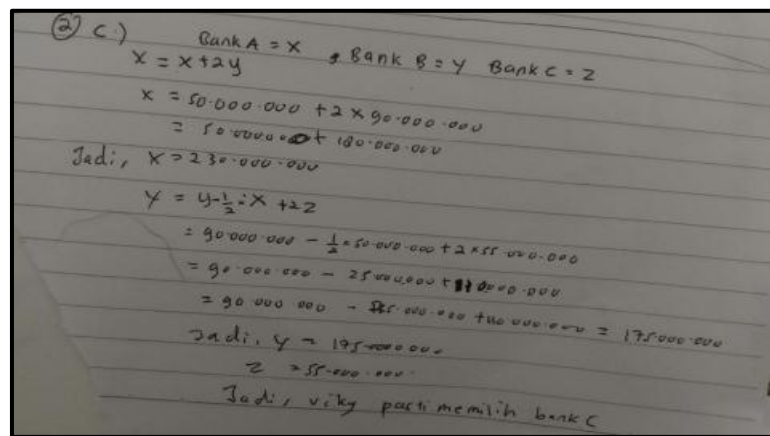 ② c.) Bank A = X , Bank B = Y Bank C = Z
X = X + 2y
X = 50.000.000 + 2 x 90.000.000
= 50.000.000 + 180.000.000
Jadi, X = 230.000.000
Y = y - 1/2 : X + 2Z
= 90.000.000 - 1/2 x 50.000.000 + 2 x 55.000.000
= 90.000.000 - 25.000.000 + 110.000.000
= 90 000 000 - 25.000.000 + 110 000.000 = 175.000.000
Jadi, y = 175.000.000
Z = 55.000.000
Jadi, viky pasti memilih bank C